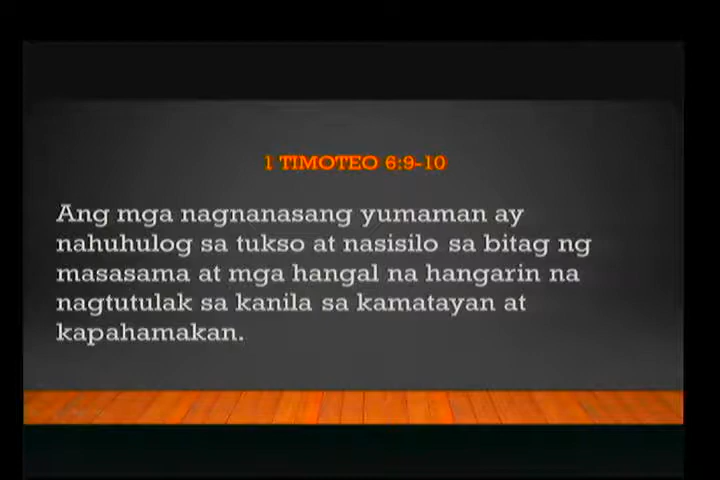 1 TIMOTEO 6:9-10
Ang mga nagnanasang yumaman ay
nahuhulog sa tukso at nasisilo sa bitag ng
masasama at mga hangal na hangarin na
nagtutulak sa kanila sa kamatayan at
kapahamakan.